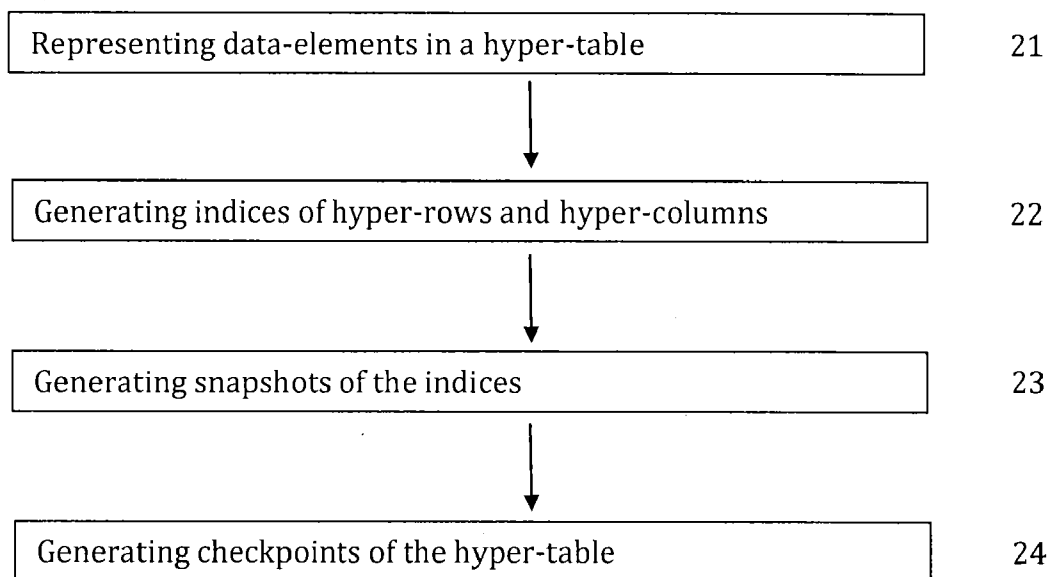 Representing data-elements in a hyper-table 21
Generating indices of hyper-rows and hyper-columns 22
Generating snapshots of the indices 23
Generating checkpoints of the hyper-table 24